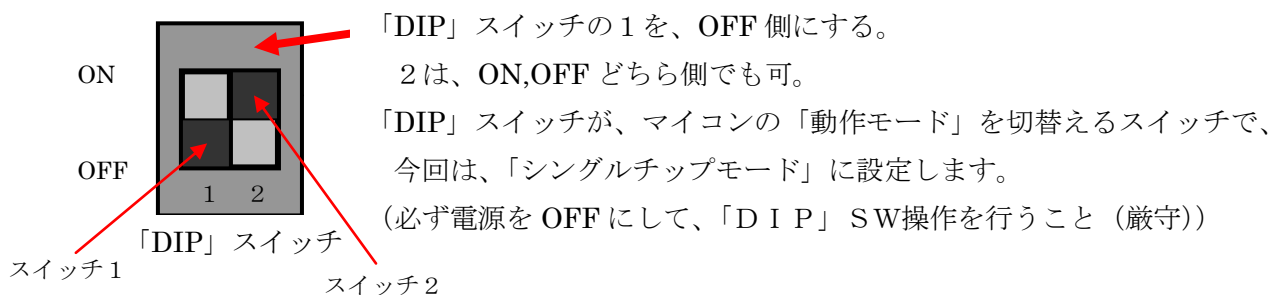 「DIP」スイッチの１を、OFF 側にする。
２は、ON,OFF どちら側でも可。
「DIP」スイッチが、マイコンの「動作モード」を切替えるスイッチで、
今回は、「シングルチップモード」に設定します。
（必ず電源を OFF にして、「ＤＩＰ」ＳＷ操作を行うこと（厳守））
ON
OFF
１ ２
「DIP」スイッチ
スイッチ１
スイッチ２